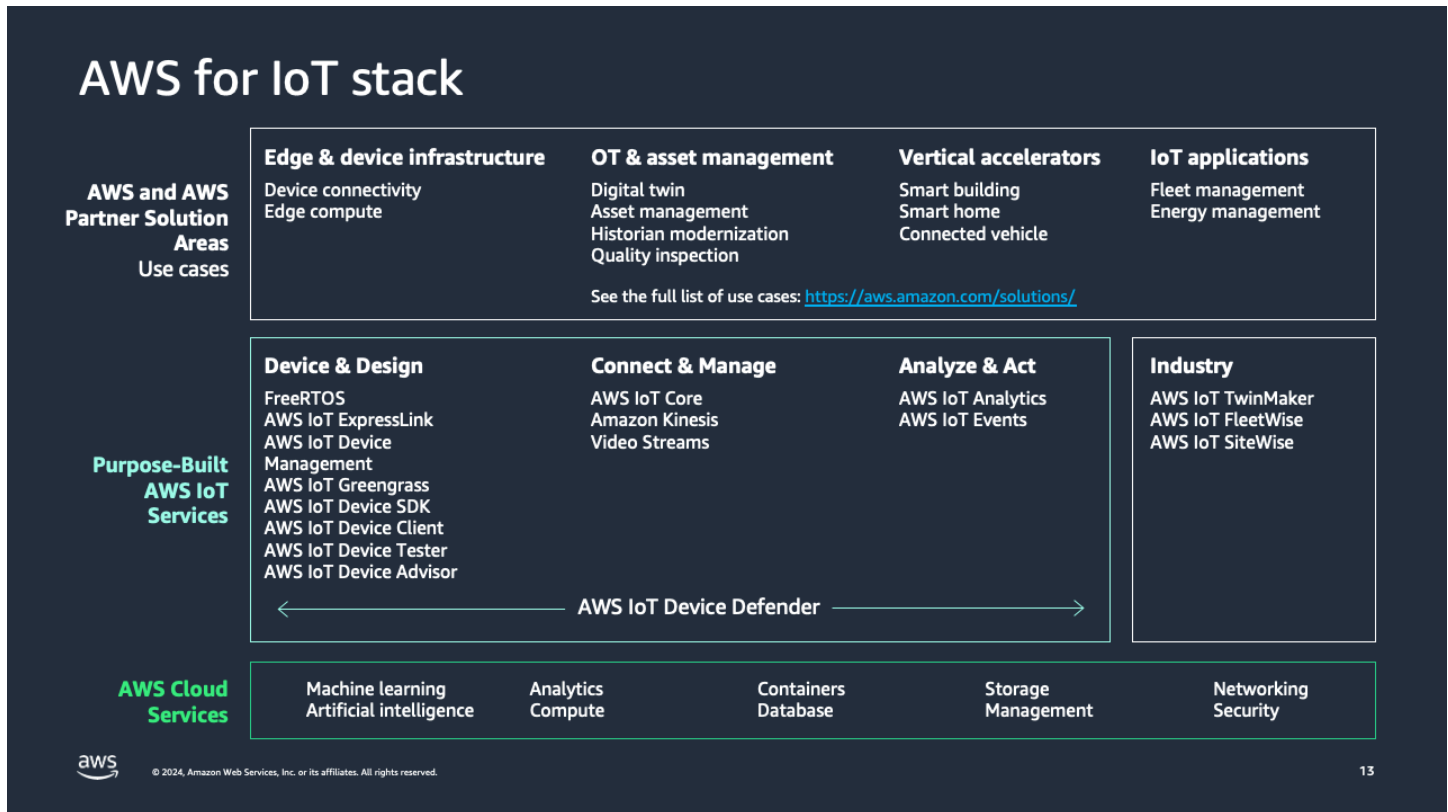 AWS for IoT stack
AWS and AWS
Partner Solution
Areas
Use cases
Edge & device infrastructure
Device connectivity
Edge compute
OT & asset management
Digital twin
Asset management
Historian modernization
Quality inspection
Vertical accelerators
Smart building
Smart home
Connected vehicle
IoT applications
Fleet management
Energy management
See the full list of use cases: https://aws.amazon.com/solutions/
Purpose-Built
AWS IoT
Services
Device & Design
FreeRTOS
AWS IoT ExpressLink
AWS IoT Device
Management
AWS IoT Greengrass
AWS IoT Device SDK
AWS IoT Device Client
AWS IoT Device Tester
AWS IoT Device Advisor
Connect & Manage
AWS IoT Core
Amazon Kinesis
Video Streams
Analyze & Act
AWS IoT Analytics
AWS IoT Events
AWS IoT Device Defender
Industry
AWS IoT TwinMaker
AWS IoT FleetWise
AWS IoT SiteWise
AWS Cloud
Services
Machine learning
Artificial intelligence
Analytics
Compute
Containers
Database
Storage
Management
Networking
Security
aws
© 2024, Amazon Web Services, Inc. or its affiliates. All rights reserved.
13